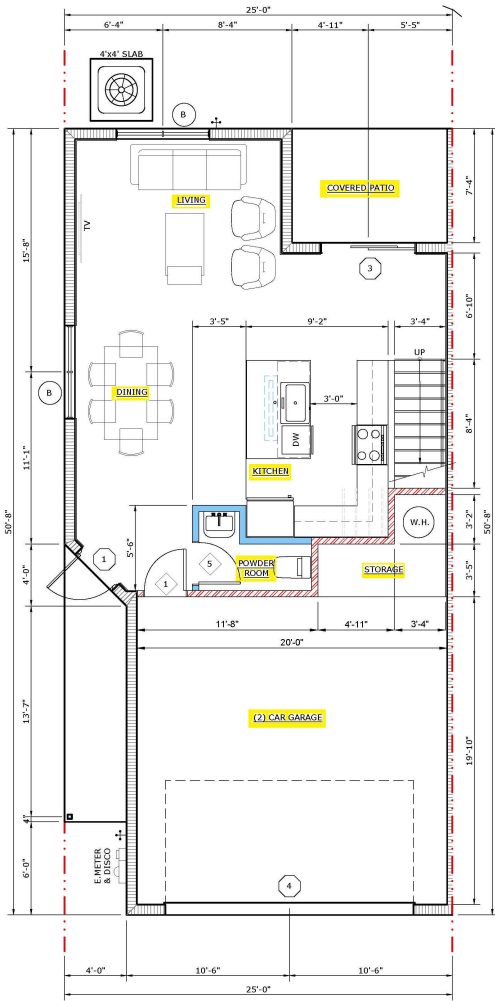 25'-0"
6'-4"
8'-4"
4'-11"
5'-5"
4'x4' SLAB
B
LIVING
COVERED PATIO
7'-4"
TV
15'-8"
3
6'-10"
3'-5"
9'-2"
3'-4"
UP
B
DINING
3'-0"
DW
8'-4"
11'-1"
KITCHEN
50'-8"
50'-8"
W.H.
3'-2"
5'-6"
1
5
POWDER
ROOM
STORAGE
3'-5"
4'-0"
1
11'-8"
4'-11"
3'-4"
20'-0"
13'-7"
(2) CAR GARAGE
19'-10"
4"
E.METER
& DISCO
6'-0"
4
4'-0"
10'-6"
10'-6"
25'-0"